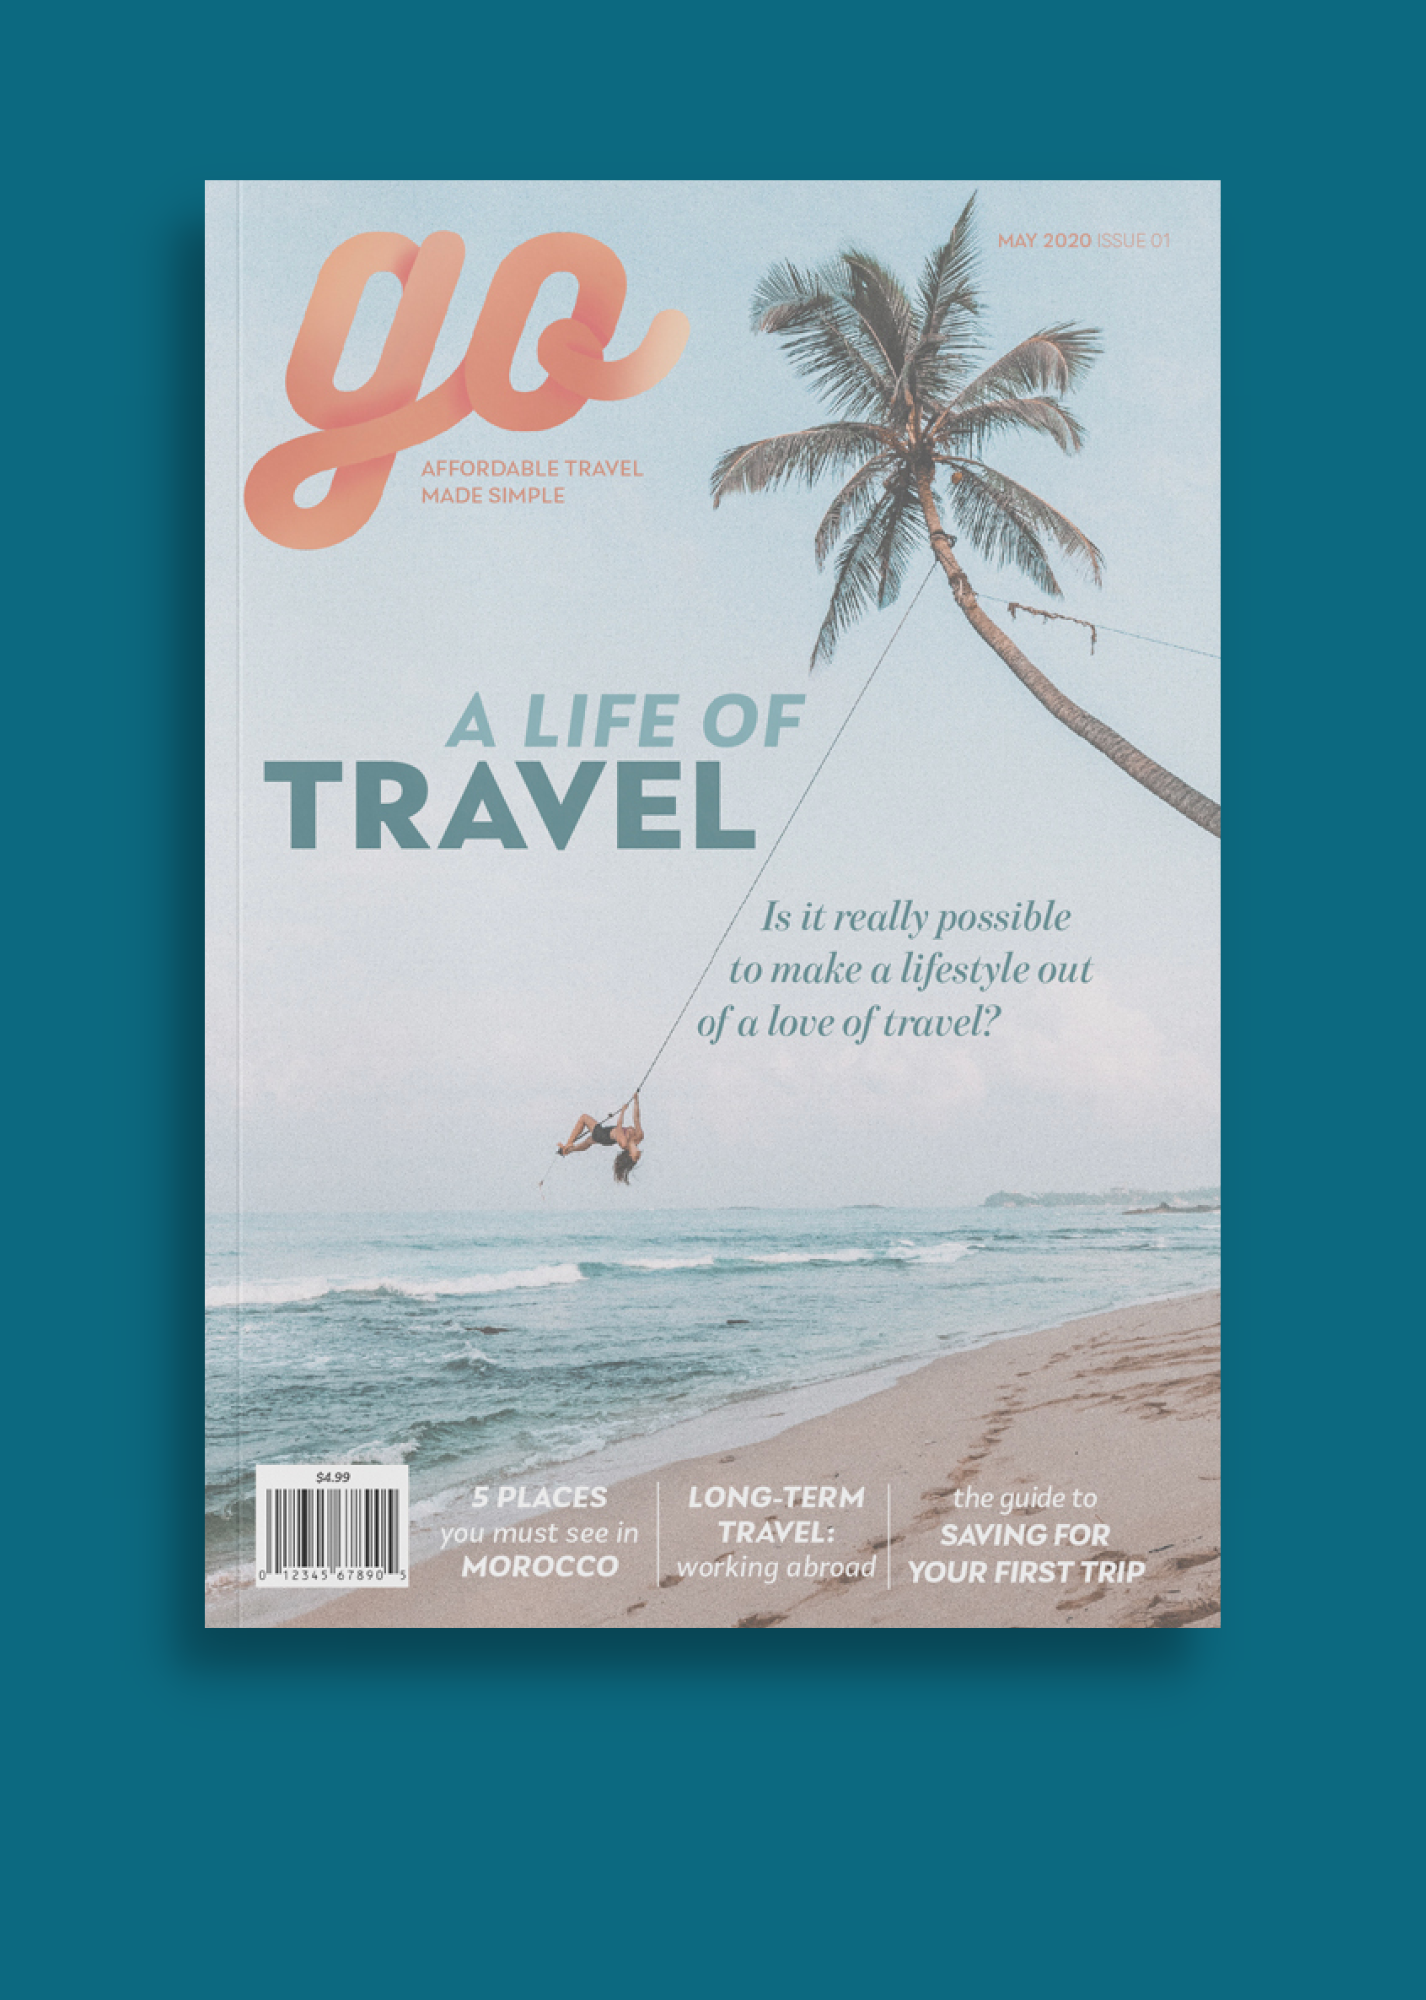 go
MAY 2020 ISSUE 01
AFFORDABLE TRAVEL
MADE SIMPLE
A LIFE OF
TRAVEL
Is it really possible
to make a lifestyle out
of a love of travel?
$4.99
0 12345 67890 5
5 PLACES
you must see in
MOROCCO
LONG-TERM
TRAVEL:
working abroad
the guide to
SAVING FOR
YOUR FIRST TRIP